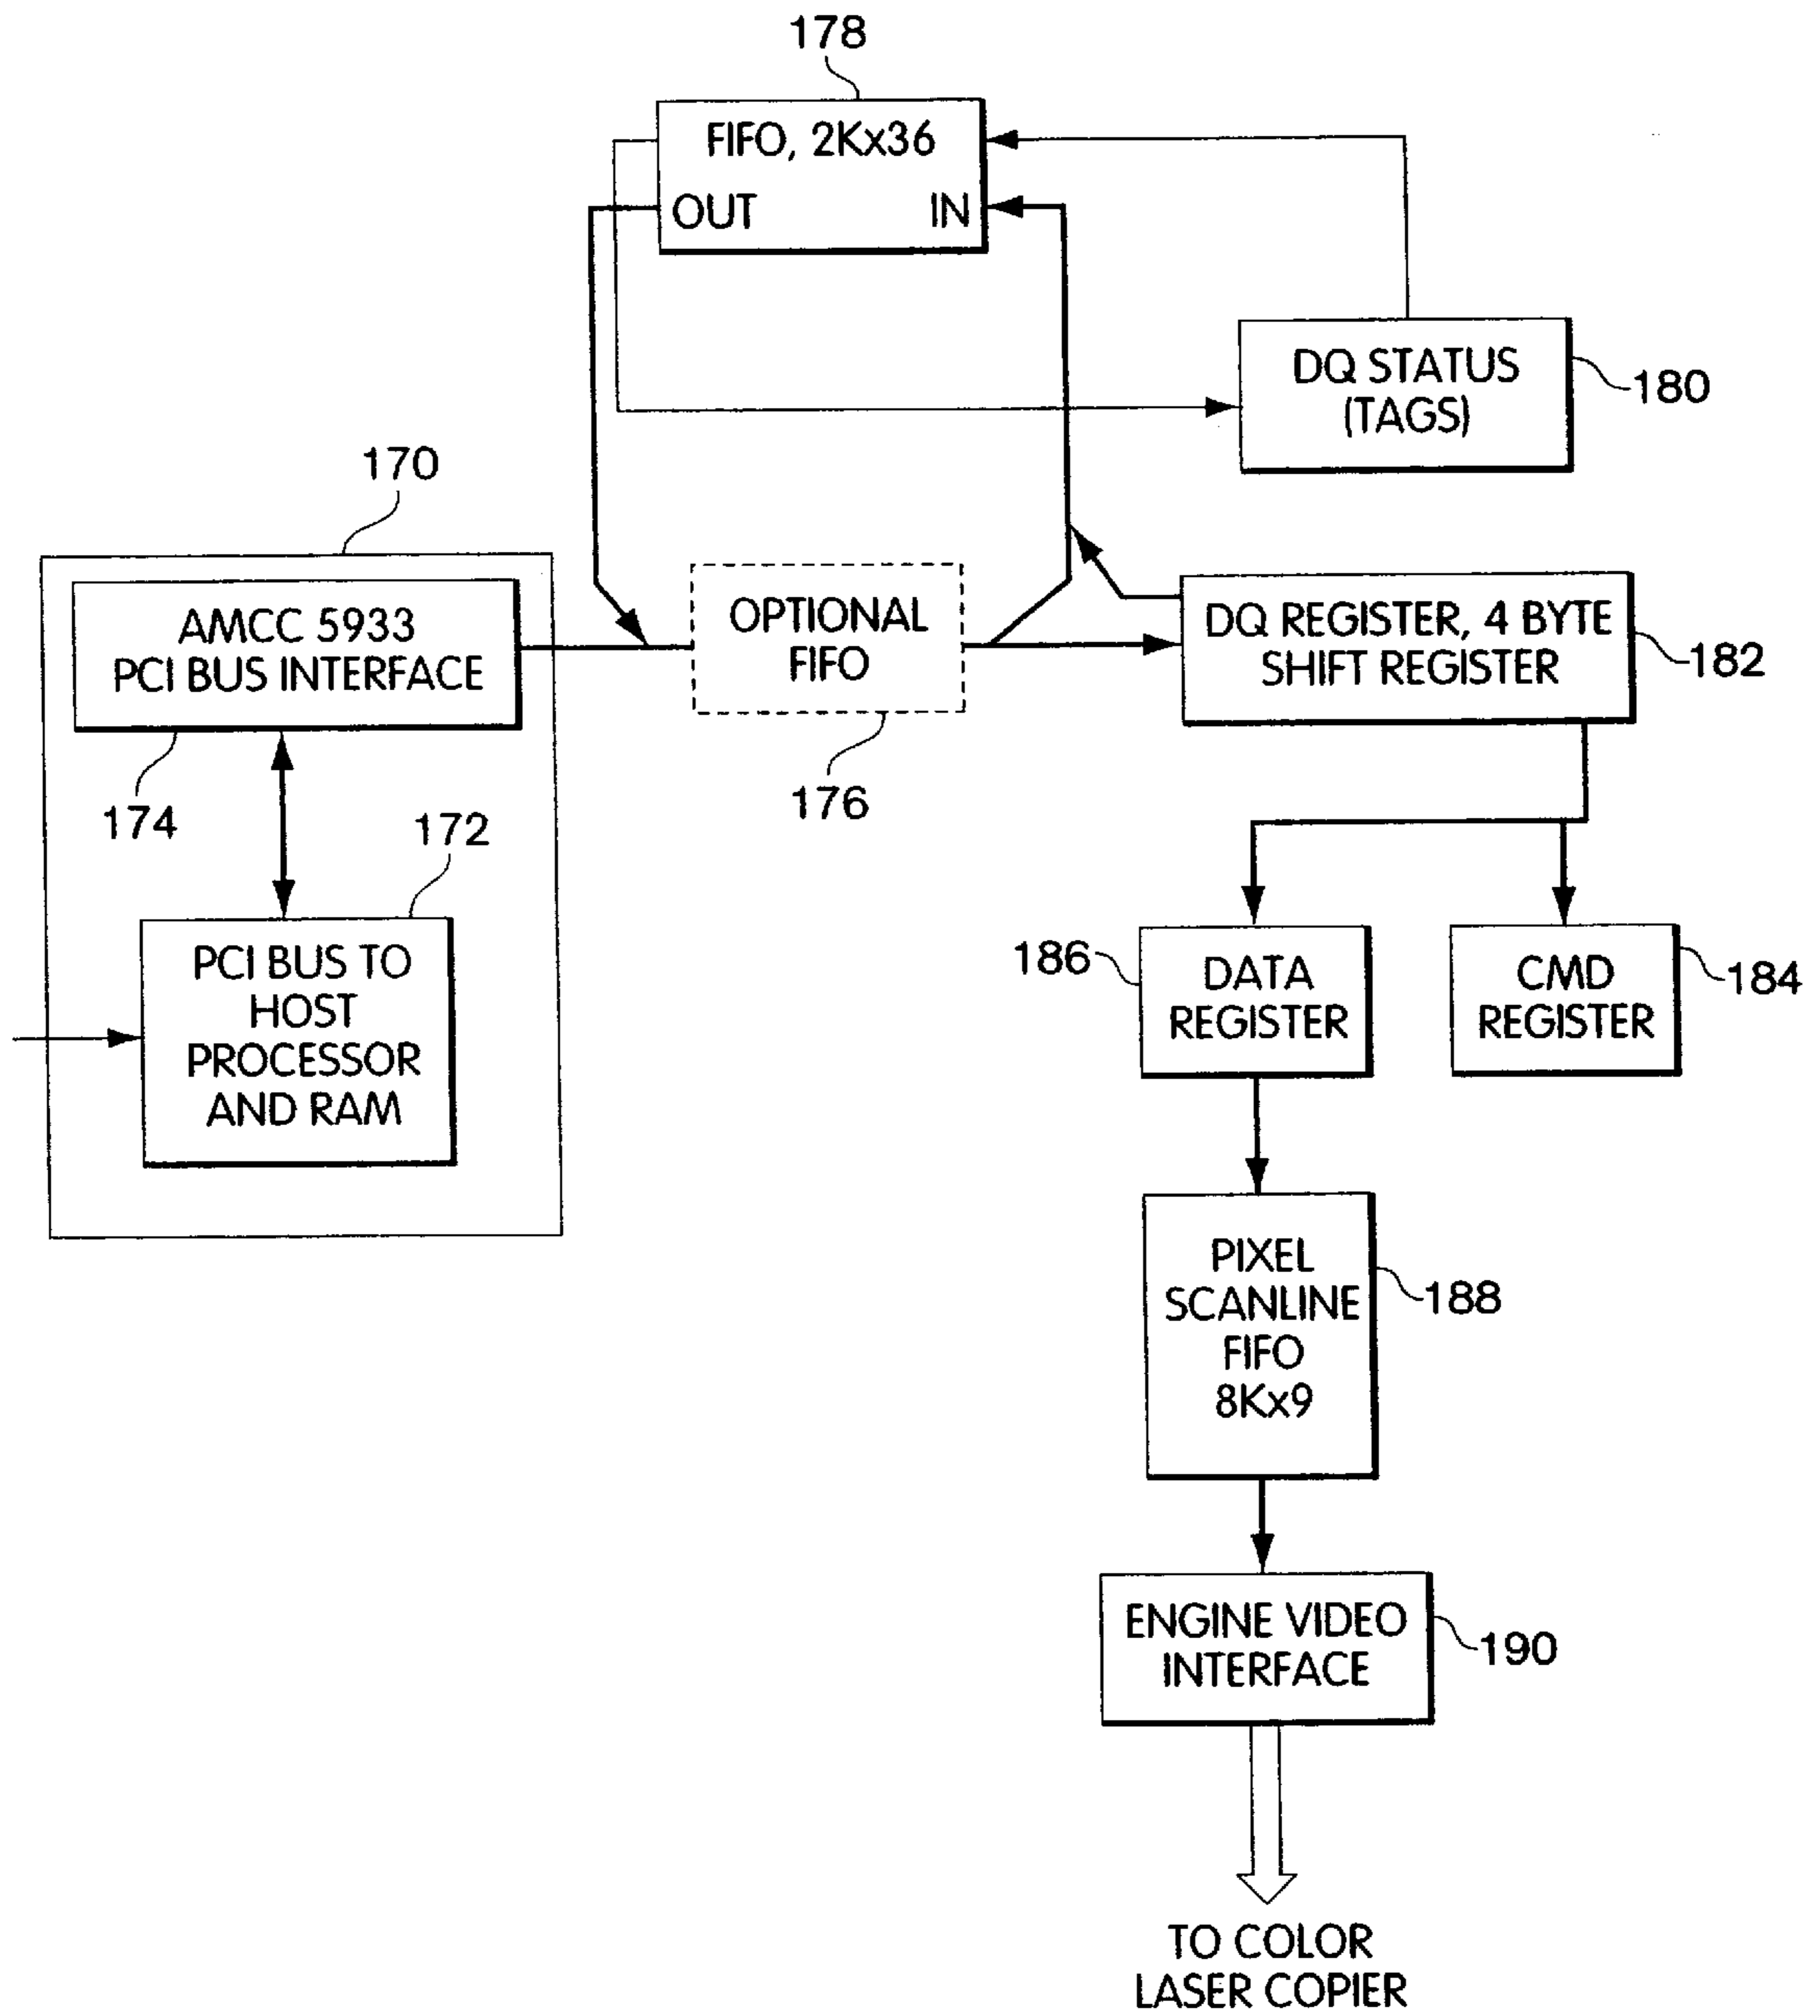 178
FIFO, 2Kx36
OUT IN
DQ STATUS
(TAGS)
180
170
AMCC 5933
PCI BUS INTERFACE
174
OPTIONAL
FIFO
176
DQ REGISTER, 4 BYTE
SHIFT REGISTER
182
172
PCI BUS TO
HOST
PROCESSOR
AND RAM
186
DATA
REGISTER
CMD
REGISTER
184
PIXEL
SCANLINE
FIFO
8Kx9
188
ENGINE VIDEO
INTERFACE
190
TO COLOR
LASER COPIER